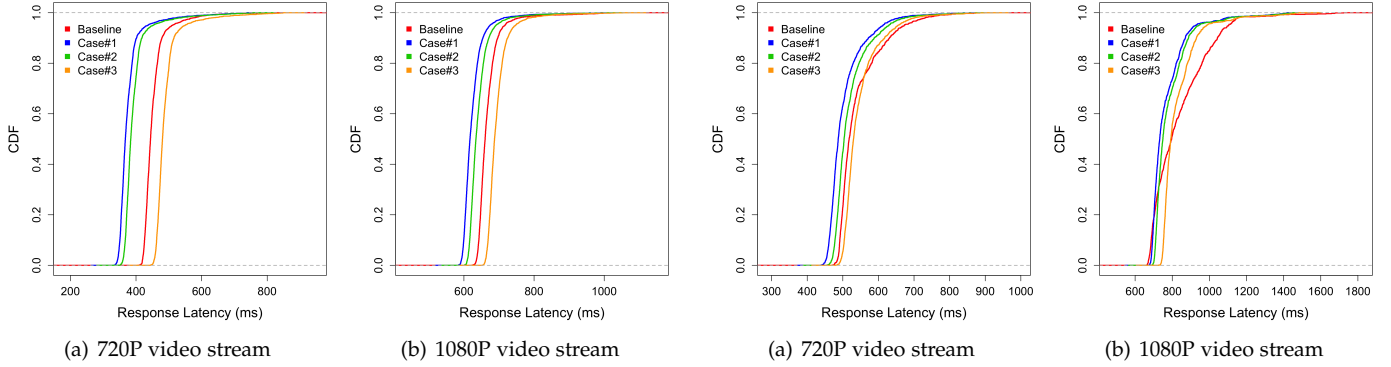 CDF
1.0
0.8
0.6
0.4
0.2
0.0
Baseline
Case#1
Case#2
Case#3
200 400 600 800
Response Latency (ms)
(a) 720P video stream
CDF
1.0
0.8
0.6
0.4
0.2
0.0
Baseline
Case#1
Case#2
Case#3
600 800 1000
Response Latency (ms)
(b) 1080P video stream
CDF
1.0
0.8
0.6
0.4
0.2
0.0
Baseline
Case#1
Case#2
Case#3
300 400 500 600 700 800 900 1000
Response Latency (ms)
(a) 720P video stream
CDF
1.0
0.8
0.6
0.4
0.2
0.0
Baseline
Case#1
Case#2
Case#3
600 800 1000 1200 1400 1600 1800
Response Latency (ms)
(b) 1080P video stream